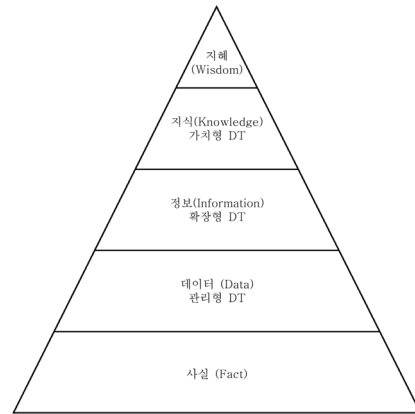 지혜
(Wisdom)
지식(Knowledge)
가치형 DT
정보(Information)
확장형 DT
데이터 (Data)
관리형 DT
사실 (Fact)